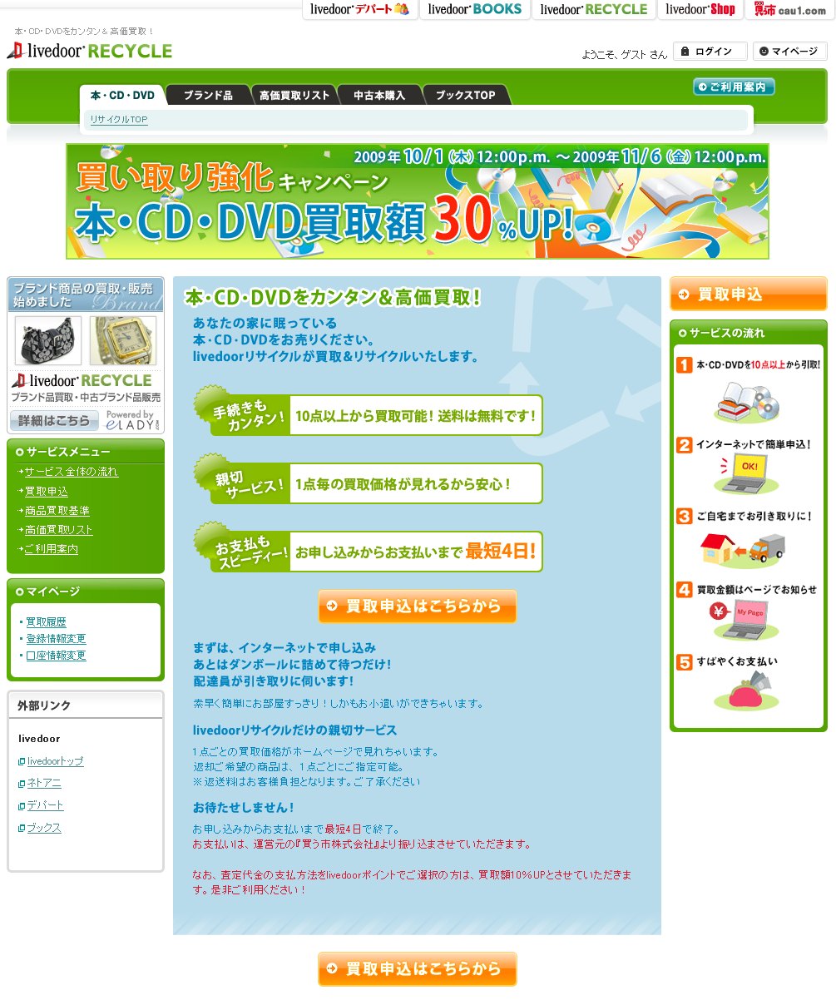 livedoor デパート
livedoor BOOKS
livedoor RECYCLE
livedoor Shop
買う市 cau1.com
本・CD・DVDをカンタン＆高価買取！
livedoor RECYCLE
ようこそ、ゲスト さん
ログイン
マイページ
本・CD・DVD
ブランド品
高価買取リスト
中古本購入
ブックスTOP
ご利用案内
リサイクルTOP
2009年 10/1（木）12:00p.m. ～2009年 11/6（金）12:00p.m.
買い取り強化キャンペーン
本・CD・DVD買取額30%UP!
ブランド商品の買取・販売
始めました
Brand
livedoor RECYCLE
ブランド品買取・中古ブランド品販売
詳細はこちら
Powered by
eLADY
サービスメニュー
サービス全体の流れ
買取申込
商品買取基準
高価買取リスト
ご利用案内
マイページ
買取履歴
登録情報変更
口座情報変更
外部リンク
livedoor
livedoorトップ
ネトアニ
デパート
ブックス
本・CD・DVDをカンタン＆高価買取！
あなたの家に眠っている
本・CD・DVDをお売りください。
livedoorリサイクルが買取＆リサイクルいたします。
手続きも
カンタン！
10点以上から買取可能！送料は無料です！
親切
サービス！
1点毎の買取価格が見れるから安心！
お支払も
スピーディー！
お申し込みからお支払いまで 最短4日！
買取申込はこちらから
まずは、インターネットで申し込み
あとはダンボールに詰めて待つだけ！
配達員が引き取りに伺います！
素早く簡単にお部屋すっきり！しかもお小遣いができちゃいます。
livedoorリサイクルだけの親切サービス
1点ごとの買取価格がホームページで見れちゃいます。
返却ご希望の商品は、1点ごとにご指定可能。
※返送料はお客様負担となります。ご了承ください
お待たせしません！
お申し込みからお支払いまで最短4日で終了。
お支払いは、運営元の『買う市株式会社』より振り込まさせていただきます。
なお、査定代金の支払方法をlivedoorポイントでご選択の方は、買取額10％UPとさせていただきま
す。是非ご利用ください！
買取申込はこちらから
買取申込
サービスの流れ
1 本・CD・DVDを10点以上から引取！
2 インターネットで簡単申込！
OK!
3 ご自宅までお引き取りに！
4 買取金額はページでお知らせ
￥
My Page
5 すばやくお支払い